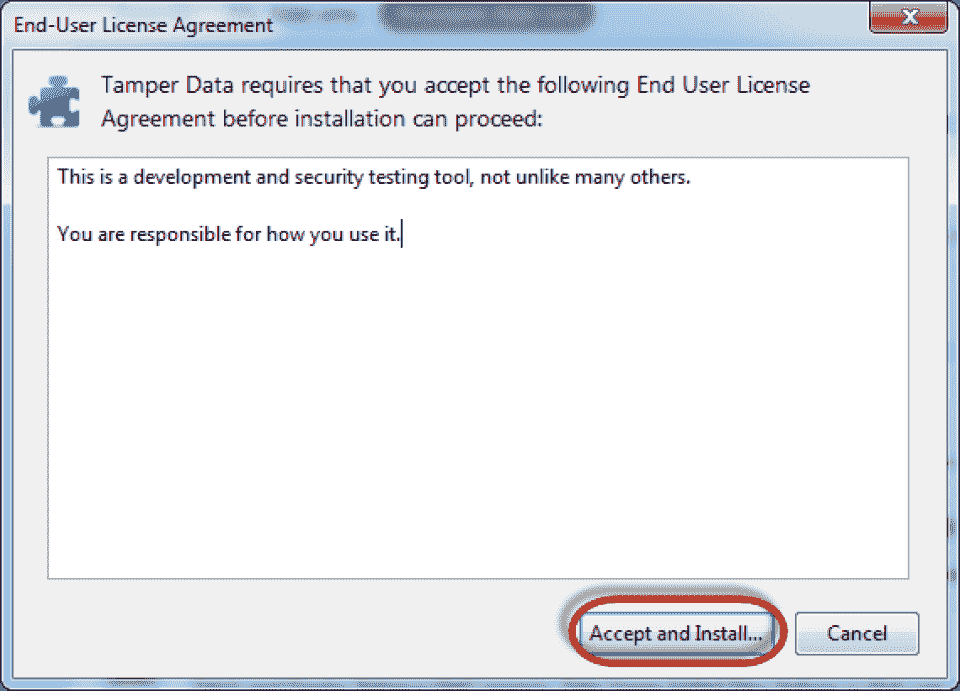 End-User License Agreement
Tamper Data requires that you accept the following End User License
Agreement before installation can proceed:
This is a development and security testing tool, not unlike many others.
You are responsible for how you use it.
Accept and Install...
Cancel